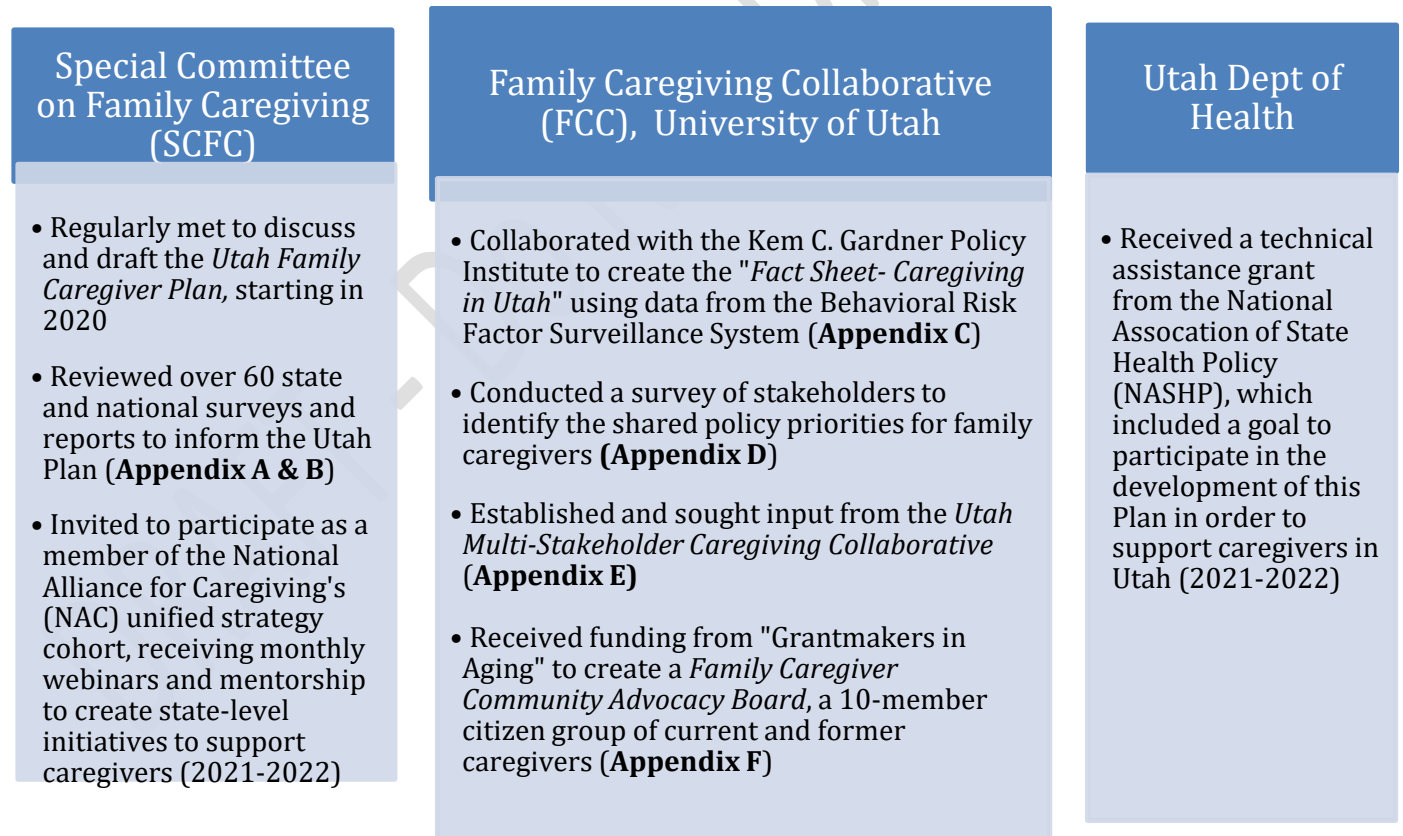 Special Committee
on Family Caregiving
(SCFC)
• Regularly met to discuss
and draft the Utah Family
Caregiver Plan, starting in
2020
• Reviewed over 60 state
and national surveys and
reports to inform the Utah
Plan (Appendix A & B)
• Invited to participate as a
member of the National
Alliance for Caregiving's
(NAC) unified strategy
cohort, receiving monthly
webinars and mentorship
to create state-level
initiatives to support
caregivers (2021-2022)
Family Caregiving Collaborative
(FCC), University of Utah
• Collaborated with the Kem C. Gardner Policy
Institute to create the "Fact Sheet- Caregiving
in Utah" using data from the Behavioral Risk
Factor Surveillance System (Appendix C)
• Conducted a survey of stakeholders to
identify the shared policy priorities for family
caregivers (Appendix D)
• Established and sought input from the Utah
Multi-Stakeholder Caregiving Collaborative
(Appendix E)
• Received funding from "Grantmakers in
Aging" to create a Family Caregiver
Community Advocacy Board, a 10-member
citizen group of current and former
caregivers (Appendix F)
Utah Dept of
Health
• Received a technical
assistance grant
from the National
Assocation of State
Health Policy
(NASHP), which
included a goal to
participate in the
development of this
Plan in order to
support caregivers in
Utah (2021-2022)